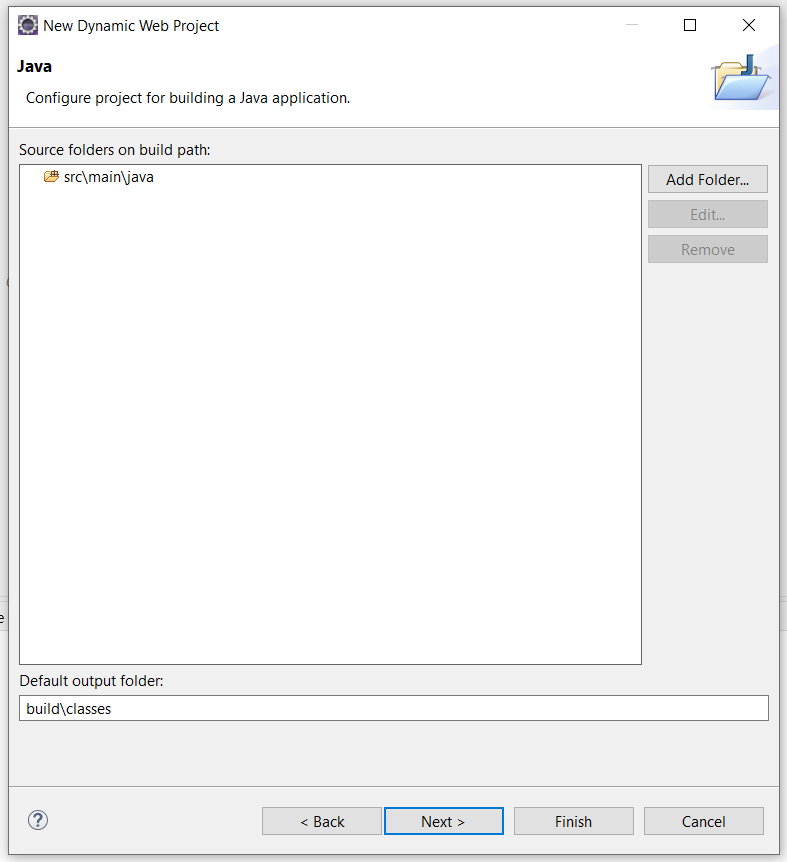 New Dynamic Web Project
Java
Configure project for building a Java application.
Source folders on build path:
src\main\java
Add Folder...
Edit...
Remove
Default output folder:
build\classes
?
< Back
Next >
Finish
Cancel